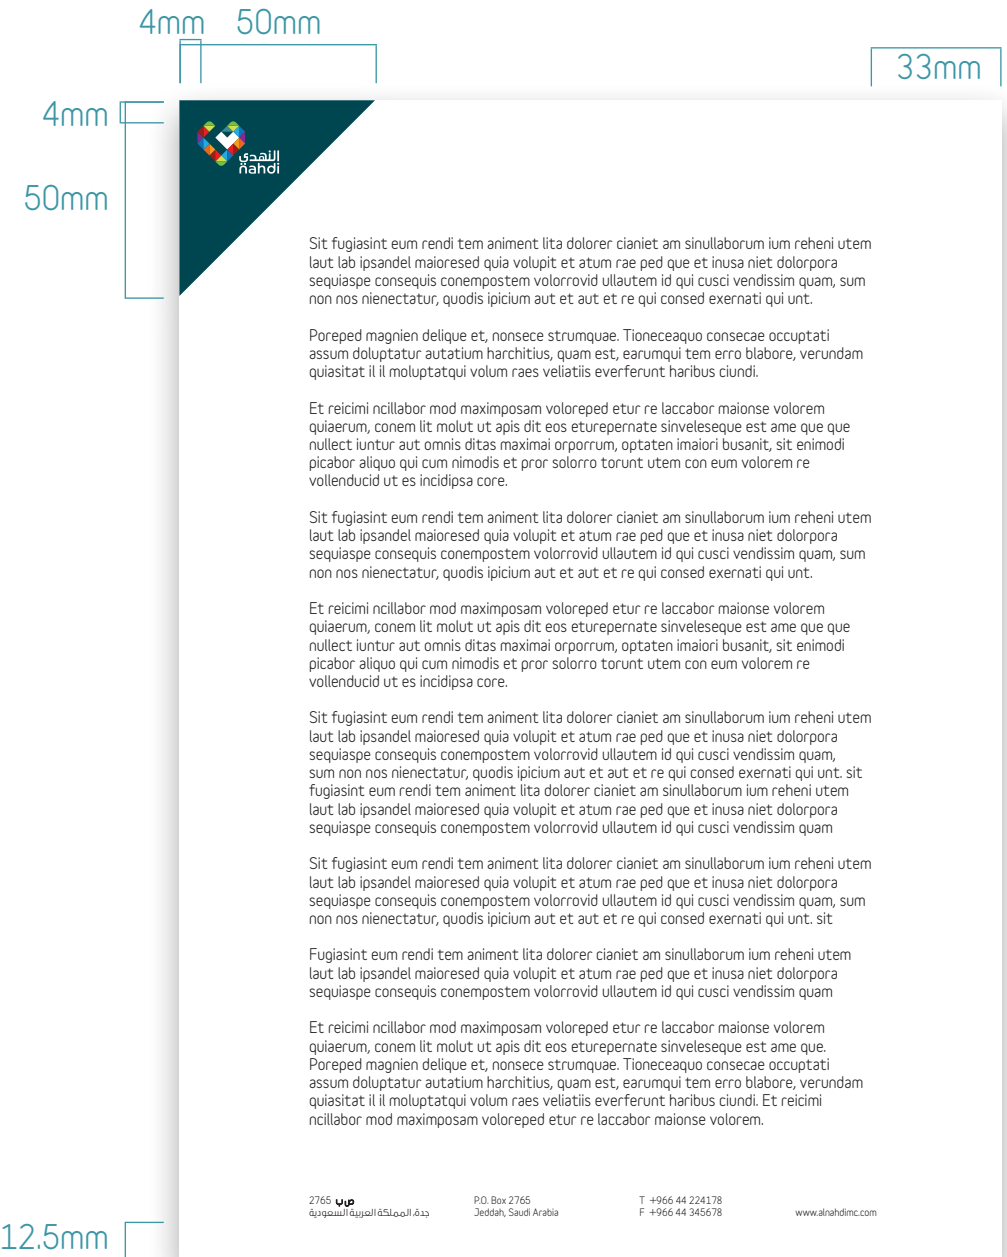 4mm 50mm
33mm
4mm
50mm
النهدي
nahdi
Sit fugiasint eum rendi tem animent lita dolorer cianiet am sinullaborum ium reheni utem
laut lab ipsandel maioresed quia volupit et atum rae ped que et inusa niet dolorpora
sequiaspe consequis conempostem volorrovid ullautem id qui cusci vendissim quam, sum
non nos nienectatur, quodis ipicium aut et aut et re qui consed exernati qui unt.
Poreped magnien delique et, nonsece strumquae. Tioneceaquo consecae occuptati
assum doluptatur autatium harchitius, quam est, earumqui tem erro blabore, verundam
quiasitat il il moluptatqui volum raes veliatiis everferunt haribus ciundi.
Et reicimi ncillabor mod maximposam voloreped etur re laccabor maionse volorem
quiaerum, conem lit molut ut apis dit eos eturepernate sinveleseque est ame que que
nullect iuntur aut omnis ditas maximai orporrum, optaten imaiori busanit, sit enimodi
picabor aliquo qui cum nimodis et pror solorro torunt utem con eum volorem re
vollenducid ut es incidipsa core.
Sit fugiasint eum rendi tem animent lita dolorer cianiet am sinullaborum ium reheni utem
laut lab ipsandel maioresed quia volupit et atum rae ped que et inusa niet dolorpora
sequiaspe consequis conempostem volorrovid ullautem id qui cusci vendissim quam, sum
non nos nienectatur, quodis ipicium aut et aut et re qui consed exernati qui unt.
Et reicimi ncillabor mod maximposam voloreped etur re laccabor maionse volorem
quiaerum, conem lit molut ut apis dit eos eturepernate sinveleseque est ame que que
nullect iuntur aut omnis ditas maximai orporrum, optaten imaiori busanit, sit enimodi
picabor aliquo qui cum nimodis et pror solorro torunt utem con eum volorem re
vollenducid ut es incidipsa core.
Sit fugiasint eum rendi tem animent lita dolorer cianiet am sinullaborum ium reheni utem
laut lab ipsandel maioresed quia volupit et atum rae ped que et inusa niet dolorpora
sequiaspe consequis conempostem volorrovid ullautem id qui cusci vendissim quam,
sum non nos nienectatur, quodis ipicium aut et aut et re qui consed exernati qui unt. sit
fugiasint eum rendi tem animent lita dolorer cianiet am sinullaborum ium reheni utem
laut lab ipsandel maioresed quia volupit et atum rae ped que et inusa niet dolorpora
sequiaspe consequis conempostem volorrovid ullautem id qui cusci vendissim quam
Sit fugiasint eum rendi tem animent lita dolorer cianiet am sinullaborum ium reheni utem
laut lab ipsandel maioresed quia volupit et atum rae ped que et inusa niet dolorpora
sequiaspe consequis conempostem volorrovid ullautem id qui cusci vendissim quam, sum
non nos nienectatur, quodis ipicium aut et aut et re qui consed exernati qui unt. sit
Fugiasint eum rendi tem animent lita dolorer cianiet am sinullaborum ium reheni utem
laut lab ipsandel maioresed quia volupit et atum rae ped que et inusa niet dolorpora
sequiaspe consequis conempostem volorrovid ullautem id qui cusci vendissim quam
Et reicimi ncillabor mod maximposam voloreped etur re laccabor maionse volorem
quiaerum, conem lit molut ut apis dit eos eturepernate sinveleseque est ame que.
Poreped magnien delique et, nonsece strumquae. Tioneceaquo consecae occuptati
assum doluptatur autatium harchitius, quam est, earumqui tem erro blabore, verundam
quiasitat il il moluptatqui volum raes veliatiis everferunt haribus ciundi. Et reicimi
ncillabor mod maximposam voloreped etur re laccabor maionse volorem.
ص ب 2765
جدة، المملكة العربية السعودية
P.O. Box 2765
Jeddah, Saudi Arabia
T +966 44 224178
F +966 44 345678
www.alnahdimc.com
12.5mm